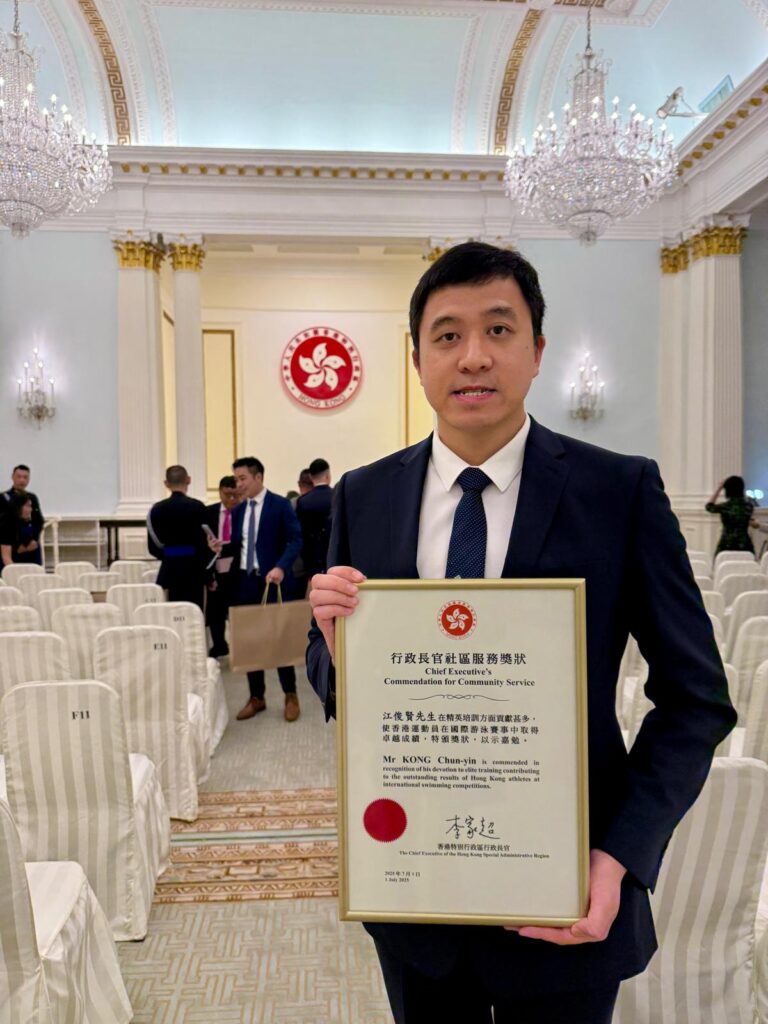 HONG KONG
行政長官社區服務獎狀
Chief Executive's
Commendation for Community Service
江俊賢先生在精英培訓方面貢獻甚多，
使香港運動員在國際游泳賽事中取得
卓越成績，特頒獎狀，以示嘉勉。
Mr KONG Chun-yin is commended in
recognition of his devotion to elite training contributing
to the outstanding results of Hong Kong athletes at
international swimming competitions.
李家超
香港特別行政區行政長官
The Chief Executive of the Hong Kong Special Administrative Region
2025 年 7 月 1 日
1 July 2025
E11
F11